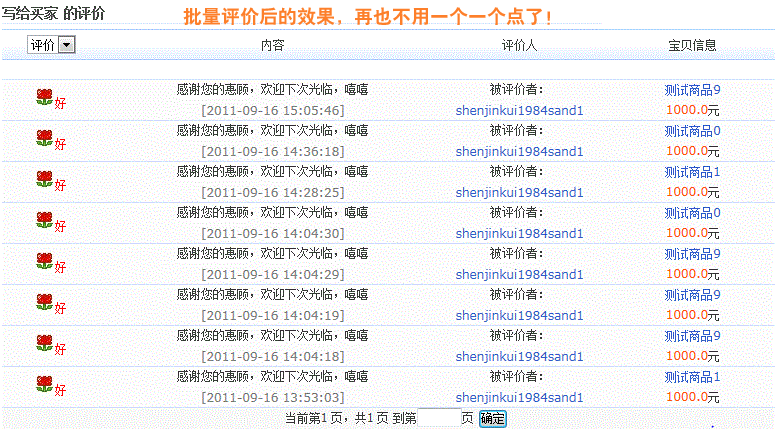 写给买家 的评价
批量评价后的效果，再也不用一个一个点了！
评价 内容 评价人 宝贝信息
好 感谢您的惠顾，欢迎下次光临，嘻嘻 被评价者： 测试商品9
[2011-09-16 15:05:46] shenjinkui1984sand1 1000.0元
好 感谢您的惠顾，欢迎下次光临，嘻嘻 被评价者： 测试商品0
[2011-09-16 14:36:18] shenjinkui1984sand1 1000.0元
好 感谢您的惠顾，欢迎下次光临，嘻嘻 被评价者： 测试商品1
[2011-09-16 14:28:25] shenjinkui1984sand1 1000.0元
好 感谢您的惠顾，欢迎下次光临，嘻嘻 被评价者： 测试商品0
[2011-09-16 14:04:30] shenjinkui1984sand1 1000.0元
好 感谢您的惠顾，欢迎下次光临，嘻嘻 被评价者： 测试商品9
[2011-09-16 14:04:29] shenjinkui1984sand1 1000.0元
好 感谢您的惠顾，欢迎下次光临，嘻嘻 被评价者： 测试商品9
[2011-09-16 14:04:19] shenjinkui1984sand1 1000.0元
好 感谢您的惠顾，欢迎下次光临，嘻嘻 被评价者： 测试商品9
[2011-09-16 14:04:18] shenjinkui1984sand1 1000.0元
好 感谢您的惠顾，欢迎下次光临，嘻嘻 被评价者： 测试商品1
[2011-09-16 13:53:03] shenjinkui1984sand1 1000.0元
当前第1页，共1页 到第 页 确定